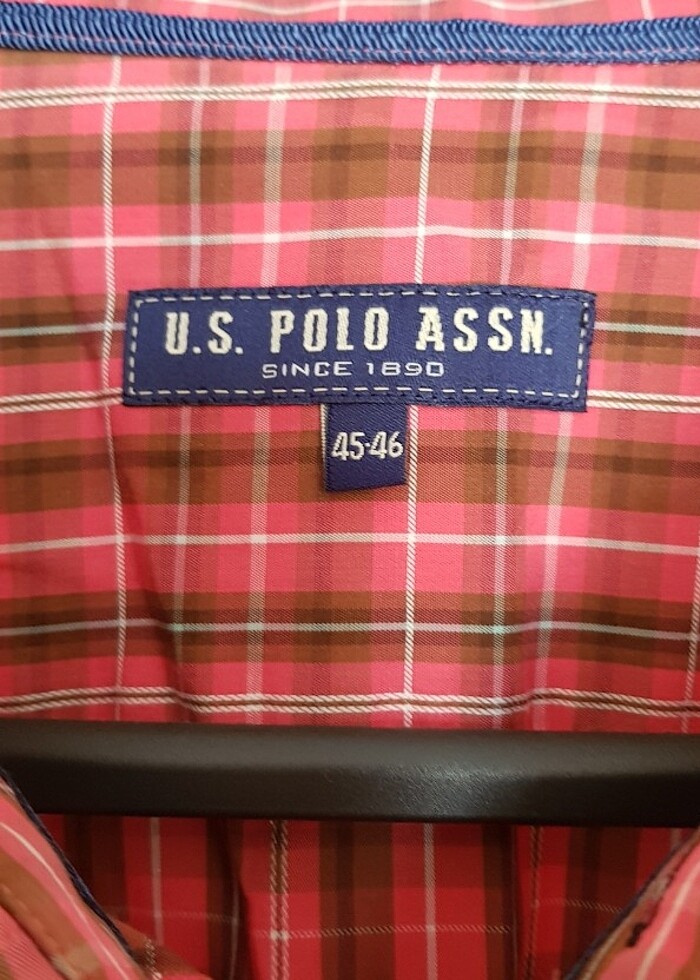 U.S. POLO ASSN.
SINCE 1890
45-46